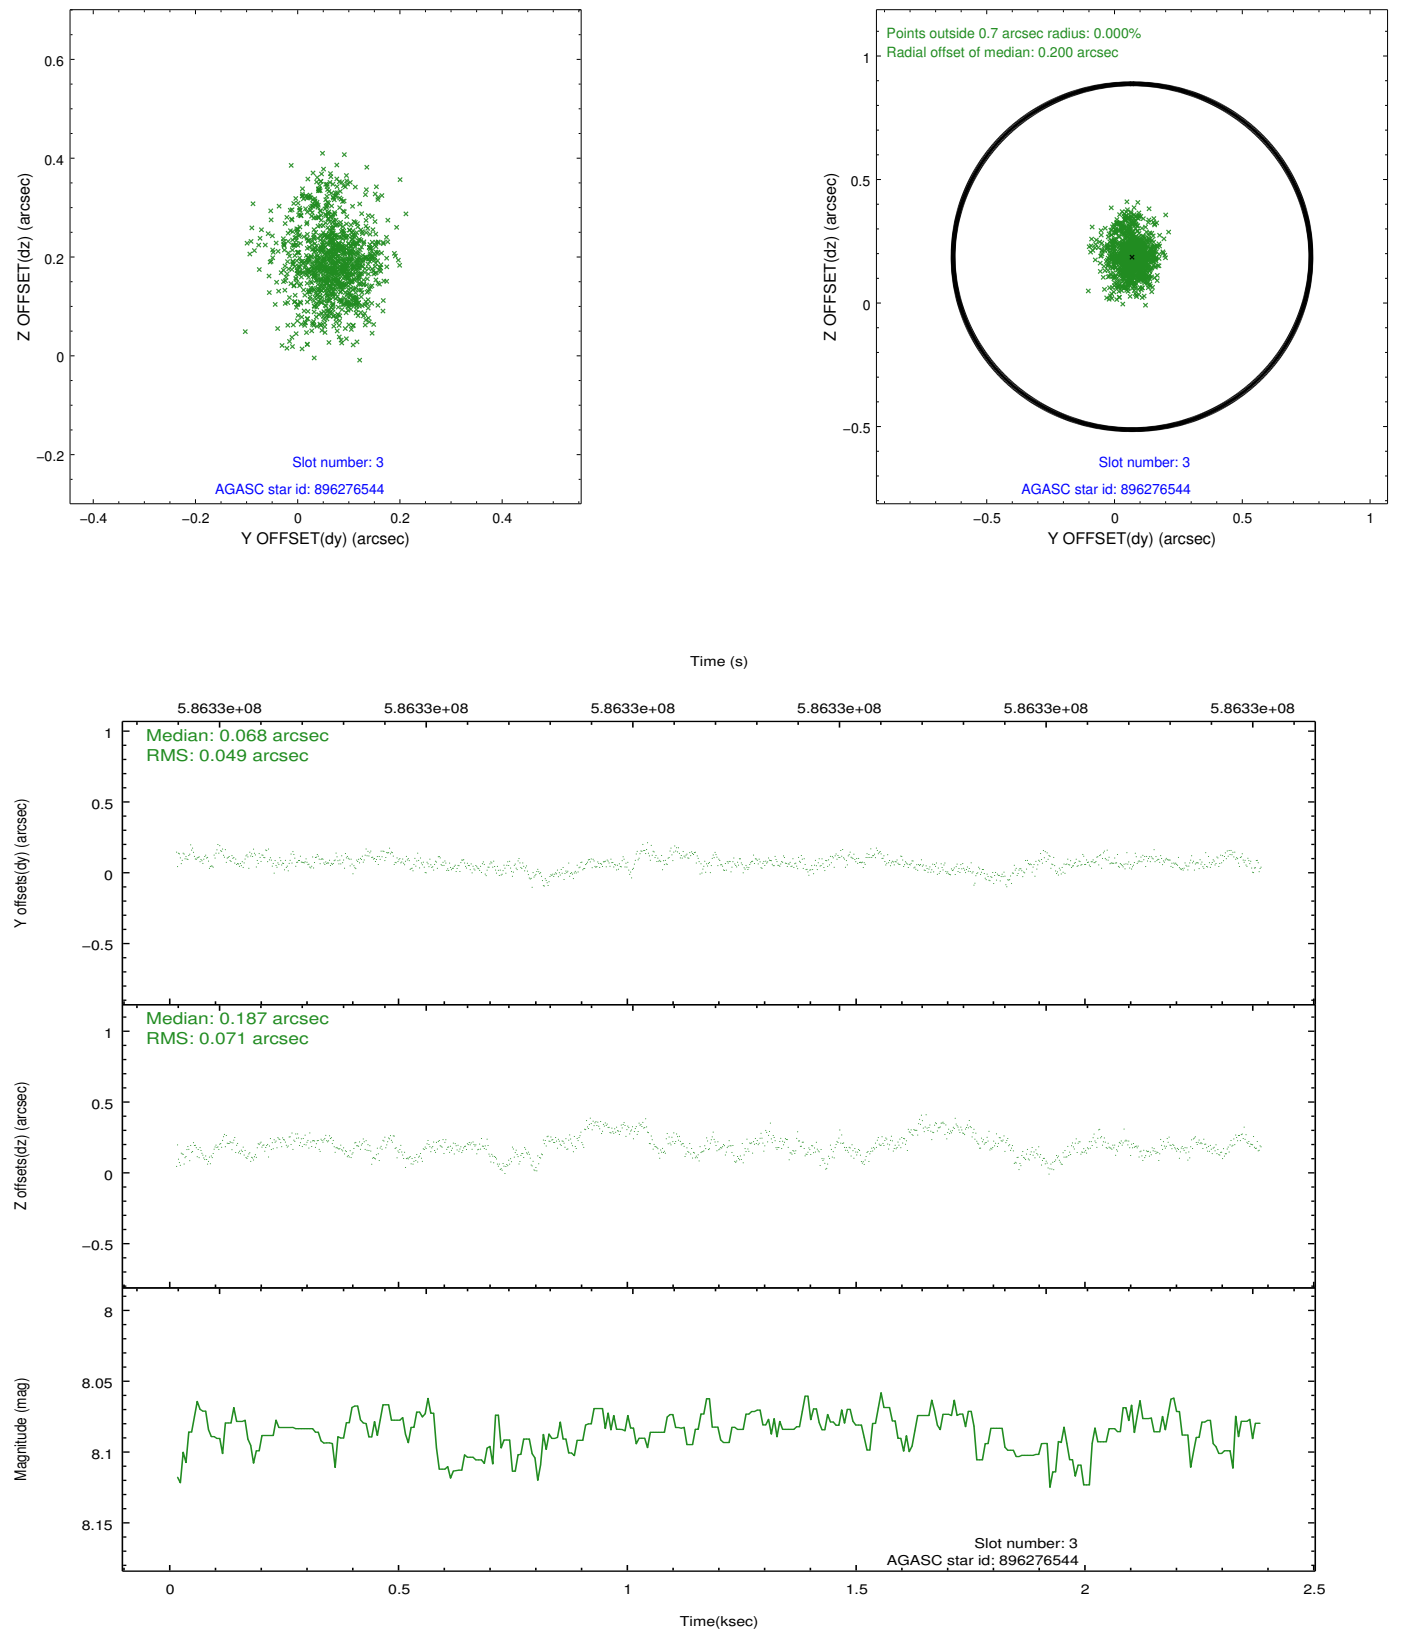 0.6
0.4
0.2
0
−0.2
Z OFFSET(dz) (arcsec)
Slot number: 3
AGASC star id: 896276544
−0.4 −0.2 0 0.2 0.4
Y OFFSET(dy) (arcsec)
Points outside 0.7 arcsec radius: 0.000%
Radial offset of median: 0.200 arcsec
1
0.5
0
−0.5
Z OFFSET(dz) (arcsec)
Slot number: 3
AGASC star id: 896276544
−0.5 0 0.5 1
Y OFFSET(dy) (arcsec)
Time (s)
5.8633e+08 5.8633e+08 5.8633e+08 5.8633e+08 5.8633e+08 5.8633e+08
Median: 0.068 arcsec
RMS: 0.049 arcsec
1
0.5
0
−0.5
Y offsets(dy) (arcsec)
Median: 0.187 arcsec
RMS: 0.071 arcsec
1
0.5
0
−0.5
Z offsets(dz) (arcsec)
8
8.05
8.1
8.15
Magnitude (mag)
Slot number: 3
AGASC star id: 896276544
0 0.5 1 1.5 2 2.5
Time(ksec)